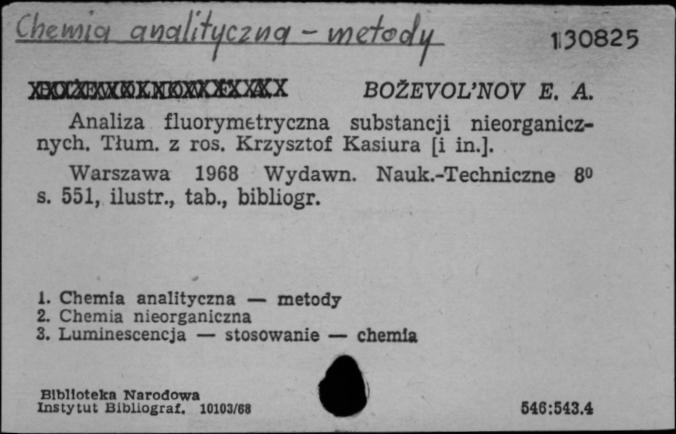 Chemia analityczna - metody
130825
BOŽEVOL'NOV E. A.
Analiza fluorymetryczna substancji nieorganicz-
nych. Tłum. z ros. Krzysztof Kasiura [i in.].
Warszawa 1968 Wydawn. Nauk.-Techniczne 8º
s. 551, ilustr., tab., bibliogr.
1. Chemia analityczna — metody
2. Chemia nieorganiczna
3. Luminescencja — stosowanie — chemia
Biblioteka Narodowa
Instytut Bibliograf. 10103/68
546:543.4